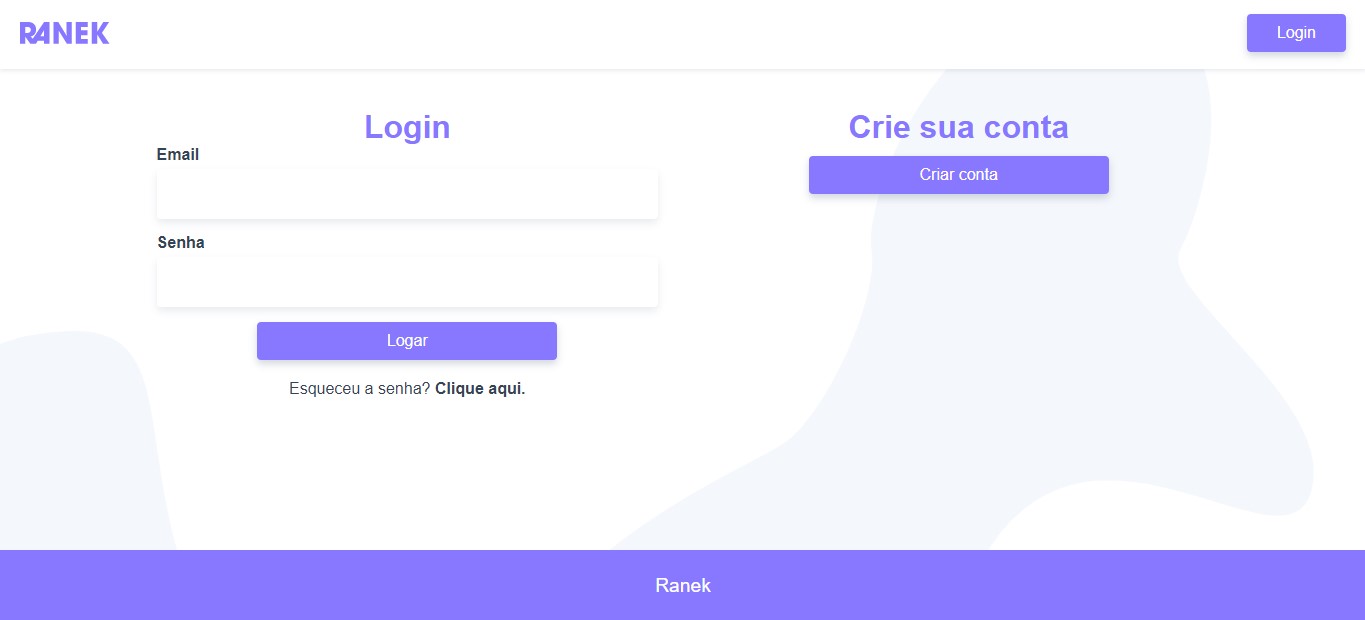 RANEK
Login
Login
Email
Senha
Logar
Esqueceu a senha? Clique aqui.
Crie sua conta
Criar conta
Ranek